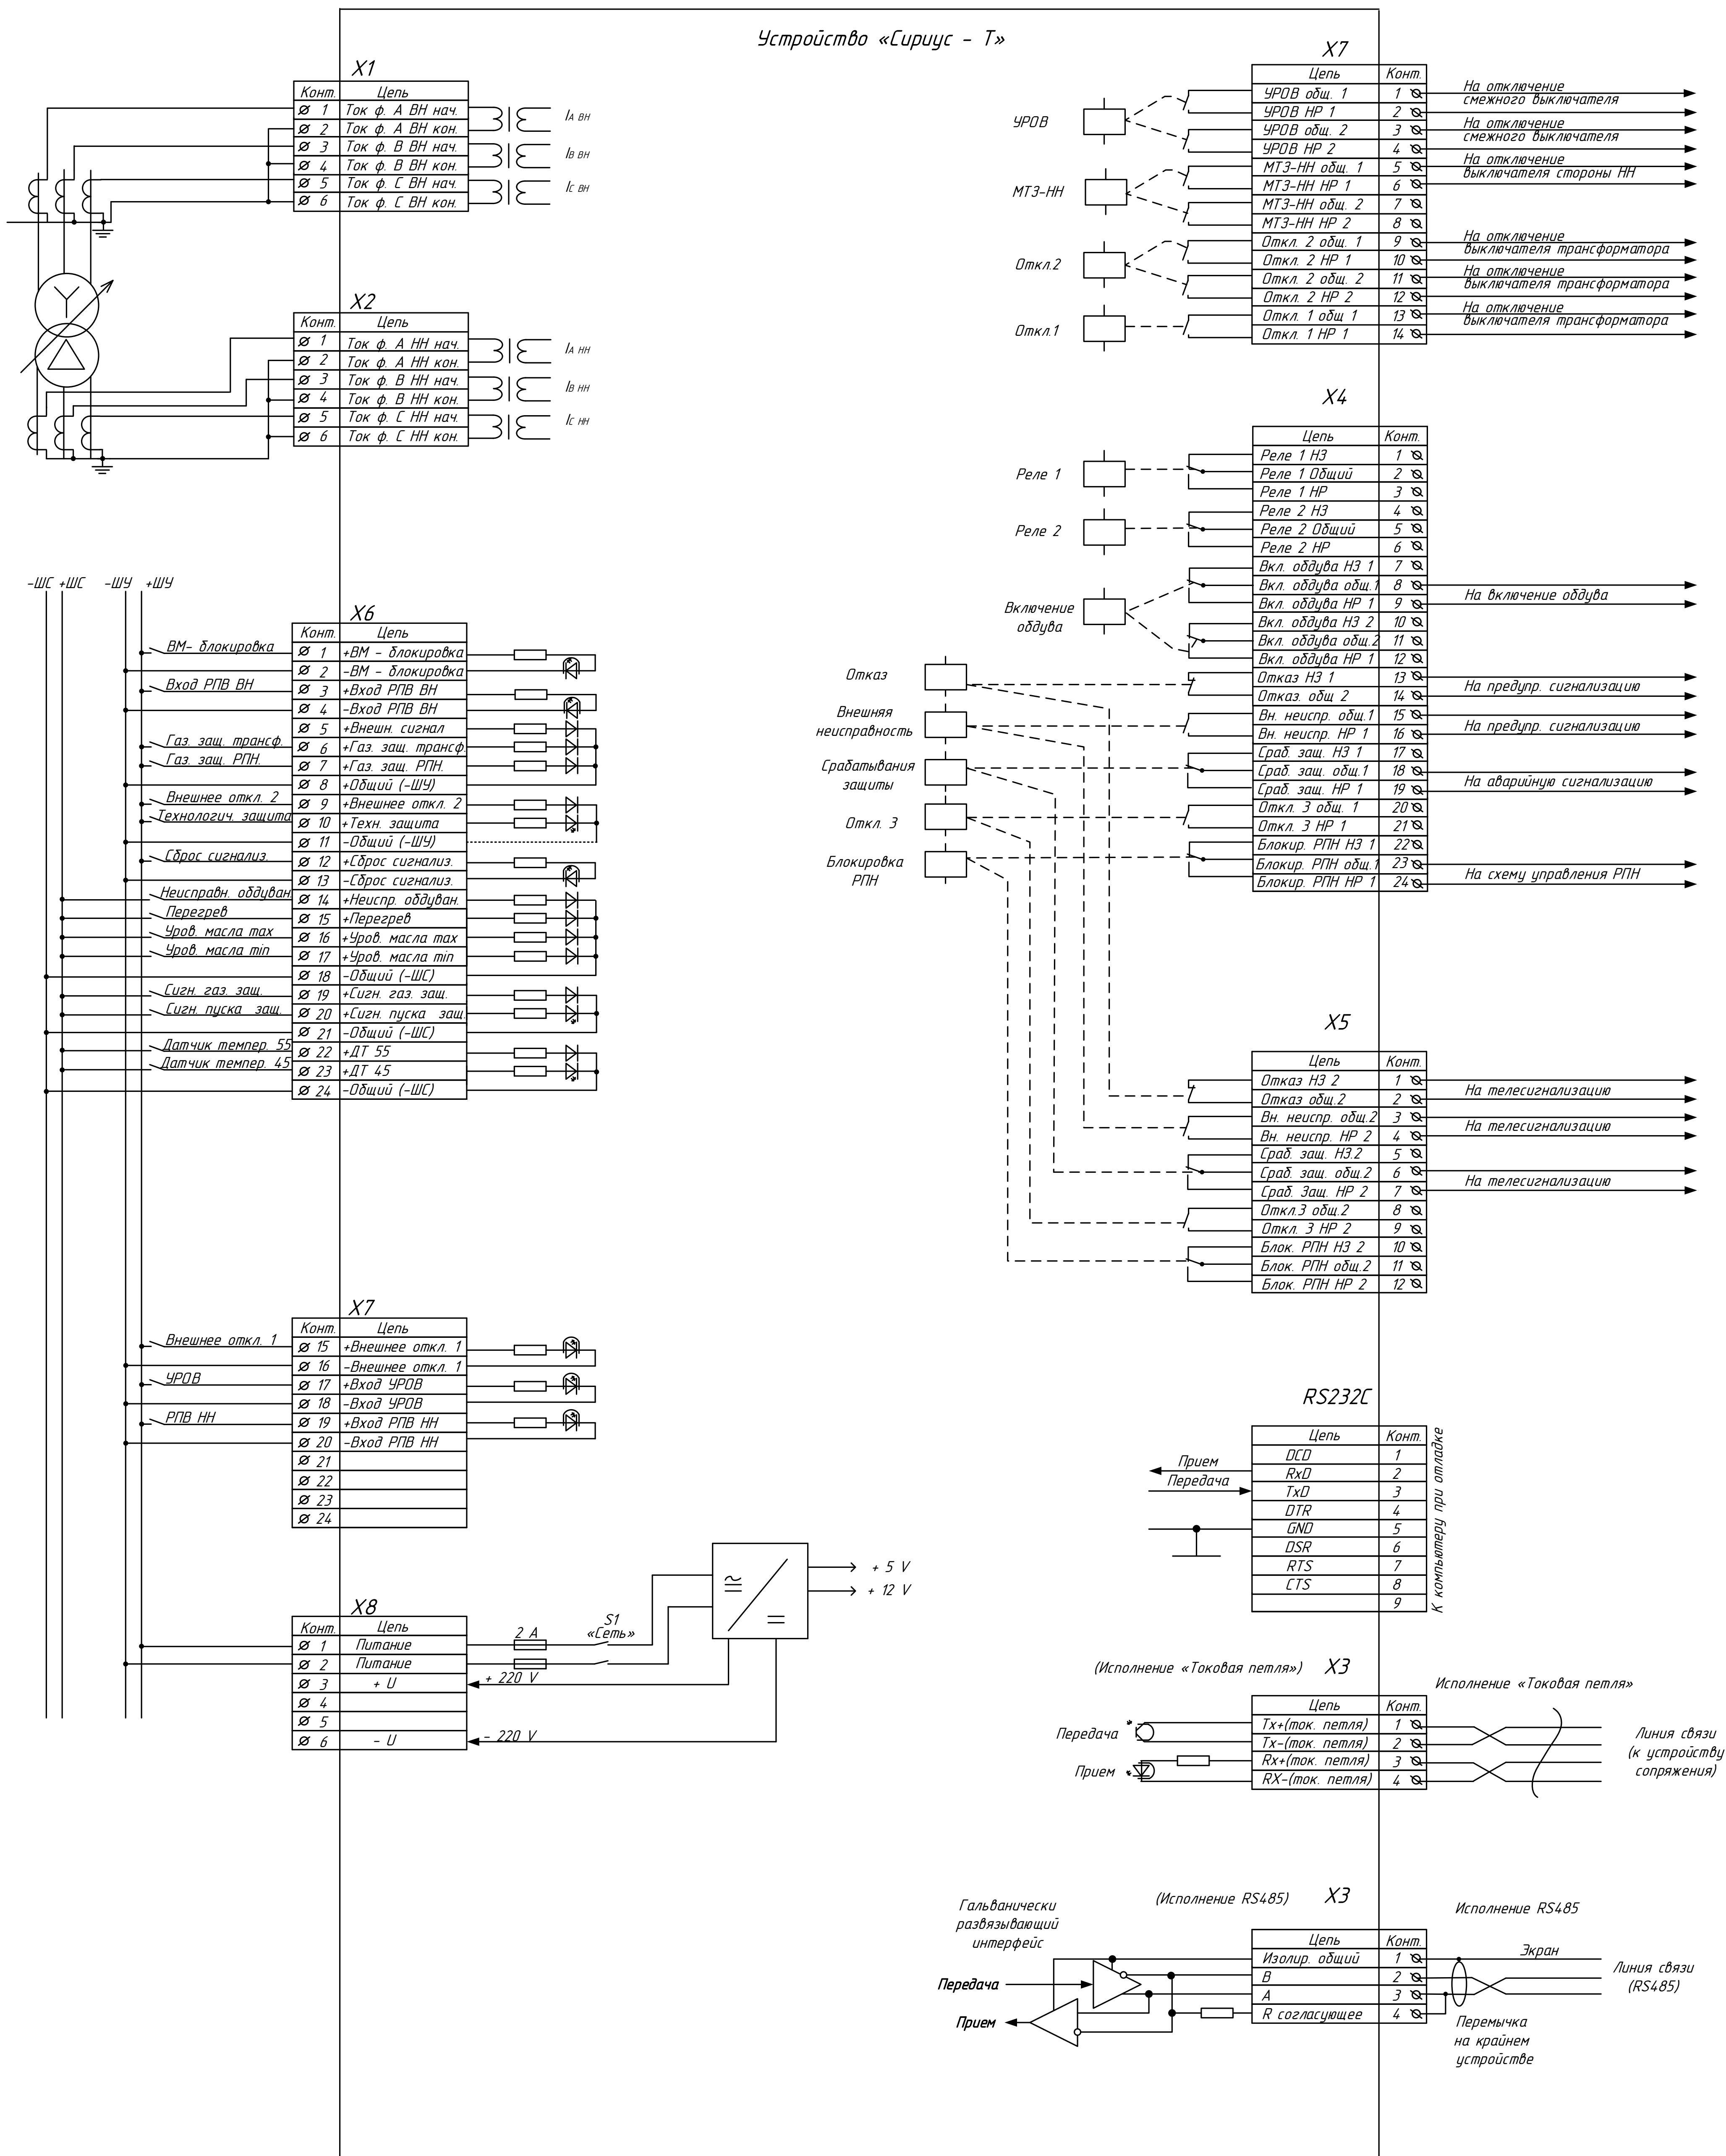 Устройство «Сириус - Т»
X1
Конт. Цепь
1 Ток ф. А ВН нач.
2 Ток ф. А ВН кон.
3 Ток ф. В ВН нач.
4 Ток ф. В ВН кон.
5 Ток ф. С ВН нач.
6 Ток ф. С ВН кон.
IA ВН
IВ ВН
IС ВН
X2
Конт. Цепь
1 Ток ф. А НН нач.
2 Ток ф. А НН кон.
3 Ток ф. В НН нач.
4 Ток ф. В НН кон.
5 Ток ф. С НН нач.
6 Ток ф. С НН кон.
IA НН
IВ НН
IС НН
-ШС +ШС -ШУ +ШУ
X6
Конт. Цепь
ВМ- блокировка 1 +ВМ - блокировка
2 -ВМ - блокировка
Вход РПВ ВН 3 +Вход РПВ ВН
4 -Вход РПВ ВН
5 +Внешн. сигнал
Газ. защ. трансф. 6 +Газ. защ. трансф.
Газ. защ. РПН. 7 +Газ. защ. РПН.
8 +Общий (-ШУ)
Внешнее откл. 2 9 +Внешнее откл. 2
Технологич. защита 10 +Техн. защита
11 -Общий (-ШУ)
Сброс сигнализ. 12 +Сброс сигнализ.
13 -Сброс сигнализ.
Неисправн. обдуван. 14 +Неиспр. обдуван.
Перегрев 15 +Перегрев
Уров. масла max 16 +Уров. масла max
Уров. масла min 17 +Уров. масла min
18 -Общий (-ШС)
Сигн. газ. защ. 19 +Сигн. газ. защ.
Сигн. пуска защ. 20 +Сигн. пуска защ.
21 -Общий (-ШС)
Датчик темпер. 55 22 +ДТ 55
Датчик темпер. 45 23 +ДТ 45
24 -Общий (-ШС)
X7
Конт. Цепь
Внешнее откл. 1 15 +Внешнее откл. 1
16 -Внешнее откл. 1
УРОВ 17 +Вход УРОВ
18 -Вход УРОВ
РПВ НН 19 +Вход РПВ НН
20 -Вход РПВ НН
21
22
23
24
X8
Конт. Цепь
1 Питание
2 Питание
3 + U
4
5
6 - U
2 А
S1
«Сеть»
+ 220 V
- 220 V
+ 5 V
+ 12 V
X7
Цепь Конт.
УРОВ общ. 1 1
УРОВ НР 1 2
УРОВ общ. 2 3
УРОВ НР 2 4
МТЗ-НН общ. 1 5
МТЗ-НН НР 1 6
МТЗ-НН общ. 2 7
МТЗ-НН НР 2 8
Откл. 2 общ. 1 9
Откл. 2 НР 1 10
Откл. 2 общ. 2 11
Откл. 2 НР 2 12
Откл. 1 общ 1 13
Откл. 1 НР 1 14
УРОВ
МТЗ-НН
Откл.2
Откл.1
На отключение
смежного выключателя
На отключение
смежного выключателя
На отключение
выключателя стороны НН
На отключение
выключателя трансформатора
На отключение
выключателя трансформатора
На отключение
выключателя трансформатора
X4
Цепь Конт.
Реле 1 НЗ 1
Реле 1 Общий 2
Реле 1 НР 3
Реле 2 НЗ 4
Реле 2 Общий 5
Реле 2 НР 6
Вкл. обдува НЗ 1 7
Вкл. обдува общ.1 8
Вкл. обдува НР 1 9
Вкл. обдува НЗ 2 10
Вкл. обдува общ.2 11
Вкл. обдува НР 1 12
Отказ НЗ 1 13
Отказ. общ 2 14
Вн. неиспр. общ.1 15
Вн. неиспр. НР 1 16
Сраб. защ. НЗ 1 17
Сраб. защ. общ.1 18
Сраб. защ. НР 1 19
Откл. 3 общ. 1 20
Откл. 3 НР 1 21
Блокир. РПН НЗ 1 22
Блокир. РПН общ.1 23
Блокир. РПН НР 1 24
Реле 1
Реле 2
Включение
обдува
Отказ
Внешняя
неисправность
Срабатывания
защиты
Откл. 3
Блокировка
РПН
На включение обдува
На предупр. сигнализацию
На предупр. сигнализацию
На аварийную сигнализацию
На схему управления РПН
X5
Цепь Конт.
Отказ НЗ 2 1
Отказ общ.2 2
Вн. неиспр. общ.2 3
Вн. неиспр. НР 2 4
Сраб. защ. НЗ.2 5
Сраб. защ. общ.2 6
Сраб. Защ. НР 2 7
Откл.3 общ.2 8
Откл. 3 НР 2 9
Блок. РПН НЗ 2 10
Блок. РПН общ.2 11
Блок. РПН НР 2 12
На телесигнализацию
На телесигнализацию
На телесигнализацию
RS232C
Цепь Конт.
DCD 1
RxD 2
TxD 3
DTR 4
GND 5
DSR 6
RTS 7
CTS 8
9
Прием
Передача
К компьютеру при отладке
(Исполнение «Токовая петля») X3
Исполнение «Токовая петля»
Цепь Конт.
Tx+(ток. петля) 1
Tx-(ток. петля) 2
Rx+(ток. петля) 3
RX-(ток. петля) 4
Передача
Прием
Линия связи
(к устройству
сопряжения)
(Исполнение RS485) X3
Исполнение RS485
Гальванически
развязывающий
интерфейс
Цепь Конт.
Изолир. общий 1
В 2
А 3
R согласующее 4
Передача
Прием
Экран
Линия связи
(RS485)
Перемычка
на крайнем
устройстве